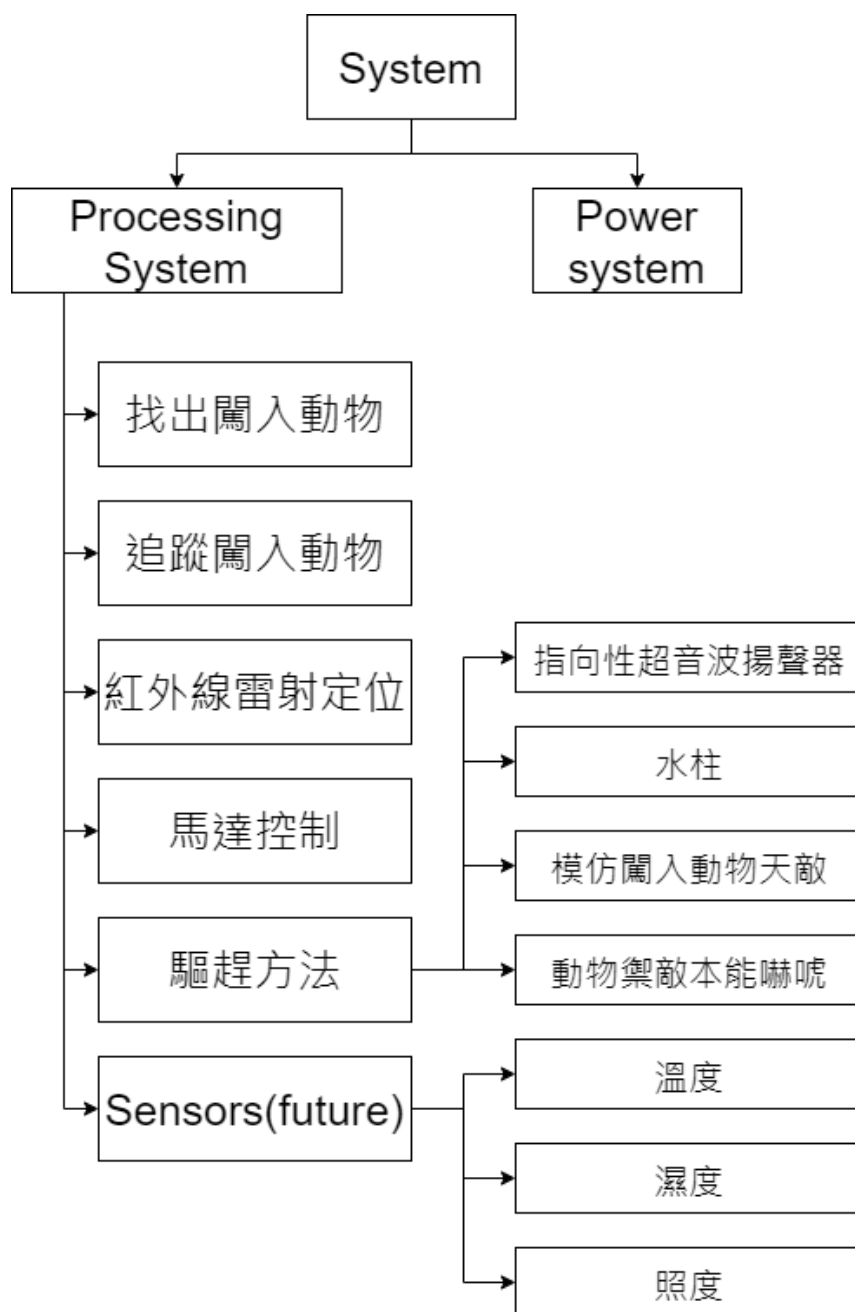 System
Processing
System
Power
system
找出闖入動物
追蹤闖入動物
紅外線雷射定位
馬達控制
驅趕方法
指向性超音波揚聲器
水柱
模仿闖入動物天敵
動物禦敵本能嚇唬
Sensors(future)
溫度
濕度
照度